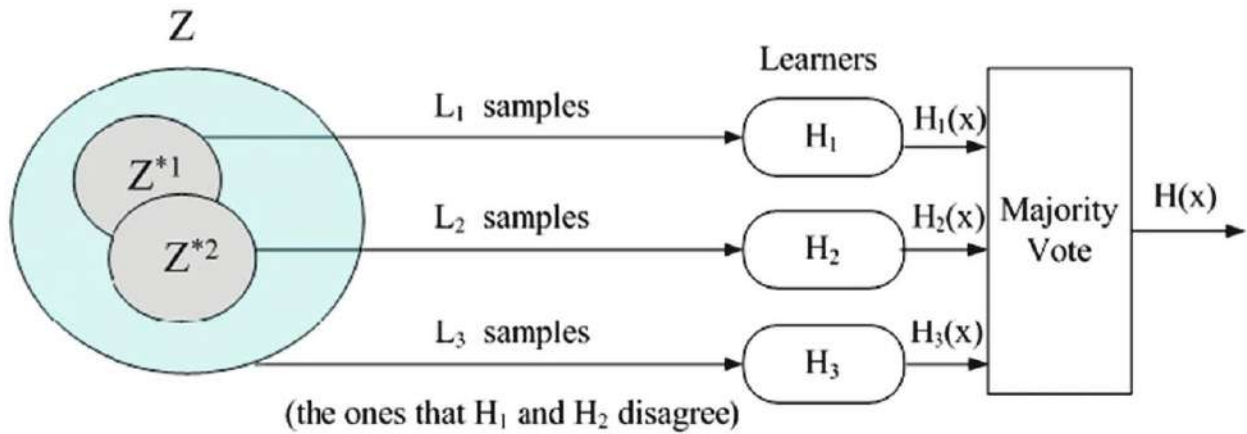 Z
Learners
L₁ samples
H₁
H₁(x)
Z*1
L₂ samples
H₂
H₂(x)
Majority
Vote
H(x)
Z*2
L₃ samples
H₃
H₃(x)
(the ones that H₁ and H₂ disagree)